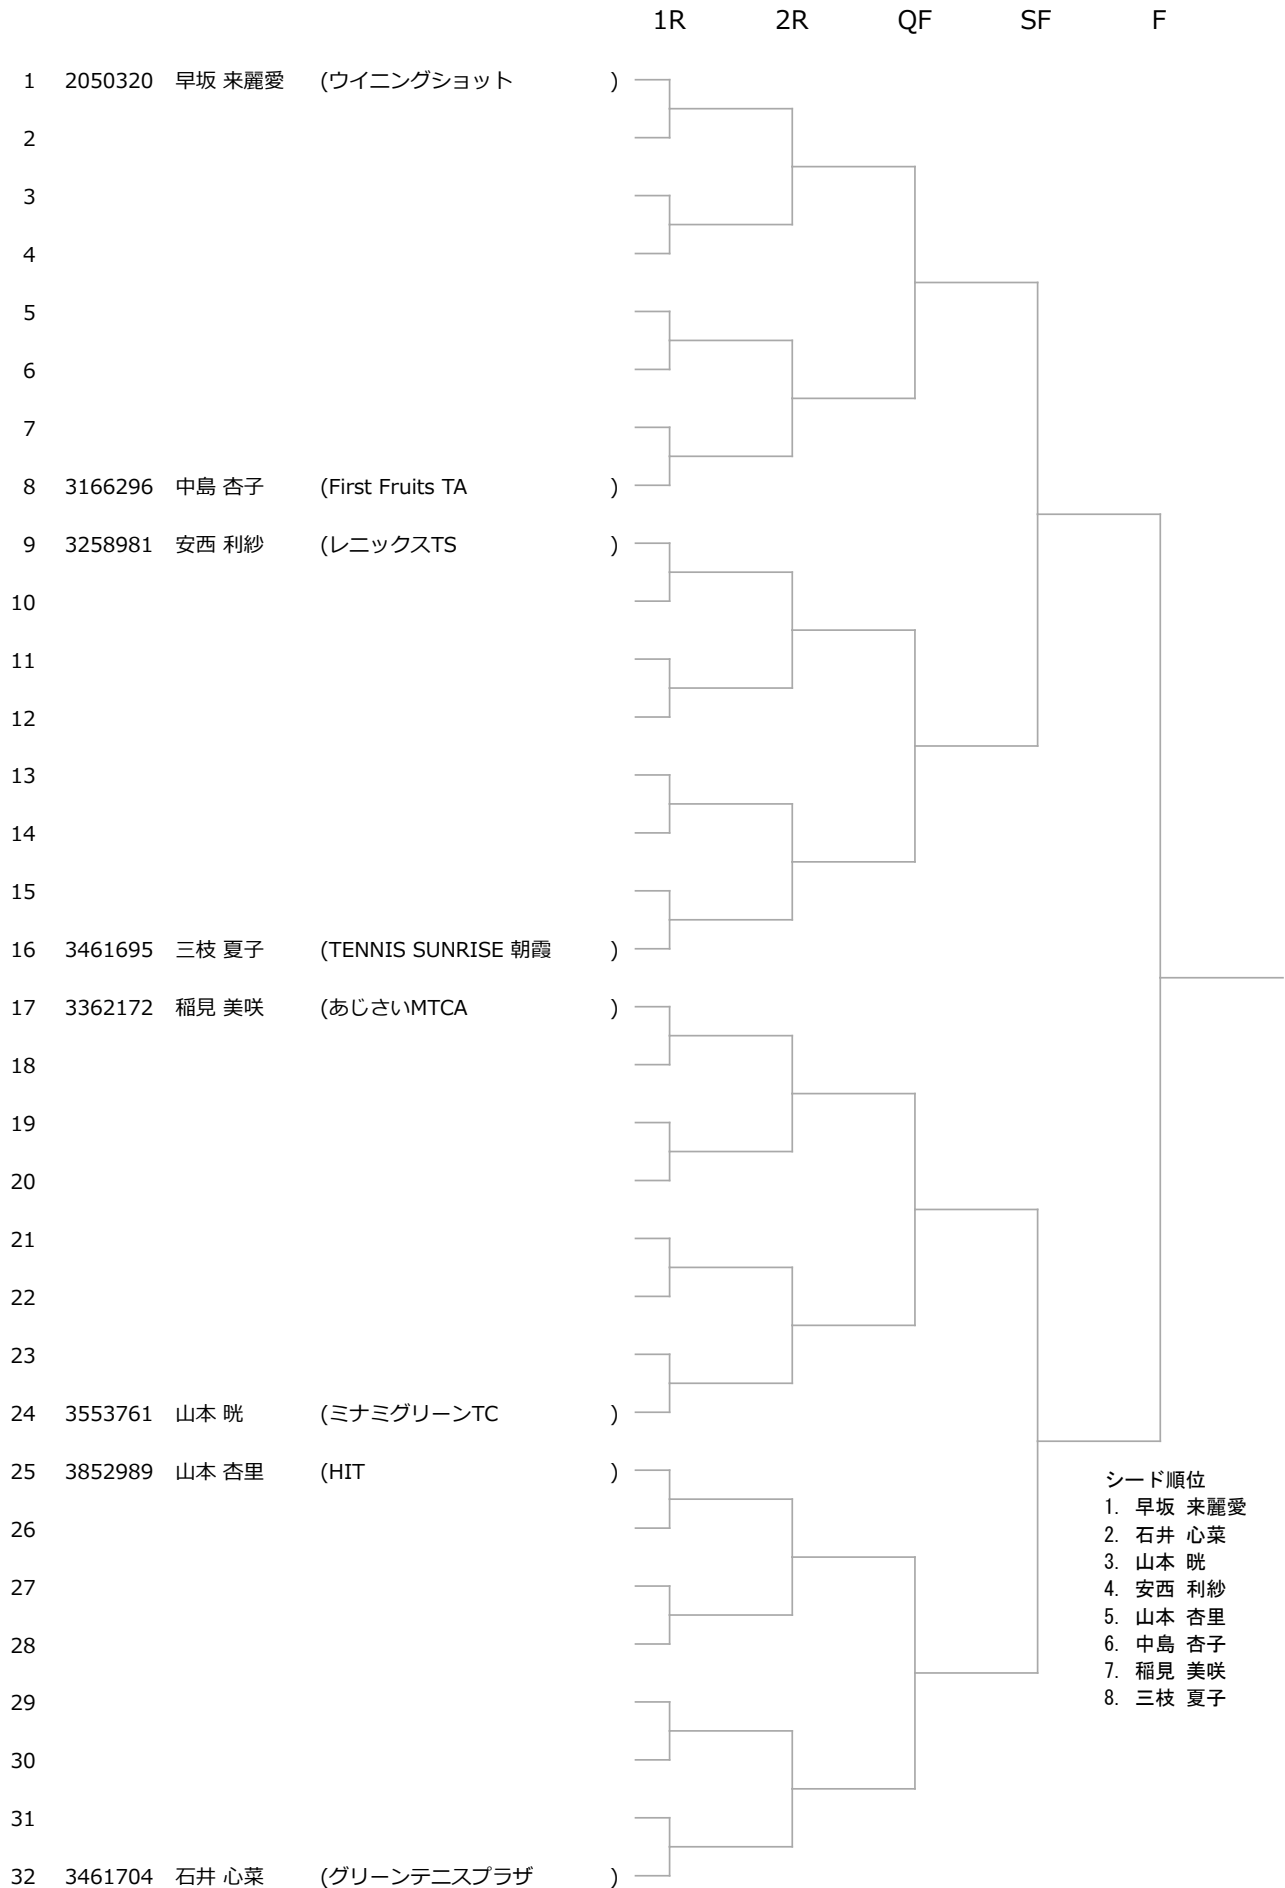 1R 2R QF SF F
1 2050320 早坂 来麗愛 (ウイニングショット )
2
3
4
5
6
7
8 3166296 中島 杏子 (First Fruits TA )
9 3258981 安西 利紗 (レニックスTS )
10
11
12
13
14
15
16 3461695 三枝 夏子 (TENNIS SUNRISE 朝霞 )
17 3362172 稲見 美咲 (あじさいMTCA )
18
19
20
21
22
23
24 3553761 山本 晄 (ミナミグリーンTC )
25 3852989 山本 杏里 (HIT )
26
27
28
29
30
31
32 3461704 石井 心菜 (グリーンテニスプラザ )
シード順位
1. 早坂 来麗愛
2. 石井 心菜
3. 山本 晄
4. 安西 利紗
5. 山本 杏里
6. 中島 杏子
7. 稲見 美咲
8. 三枝 夏子